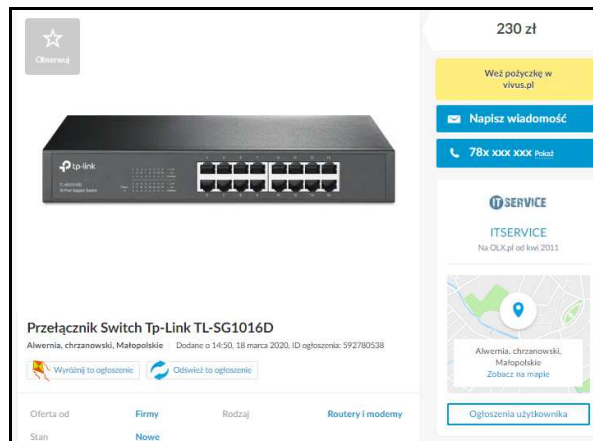 Obserwuj
tp-link
230 zł
Weź pożyczkę w
vivus.pl
Napisz wiadomość
78x xxx xxx Pokaż
IT SERVICE
ITSERVICE
Na OLX.pl od kwi 2011
Alwernia, chrzanowski,
Małopolskie
Zobacz na mapie
Ogłoszenia użytkownika
Przełącznik Switch Tp-Link TL-SG1016D
Alwernia, chrzanowski, Małopolskie Dodane o 14:50, 18 marca 2020, ID ogłoszenia: 592780538
Wyróżnij to ogłoszenie Odśwież to ogłoszenie
Oferta od Firmy Rodzaj Routery i modemy
Stan Nowe